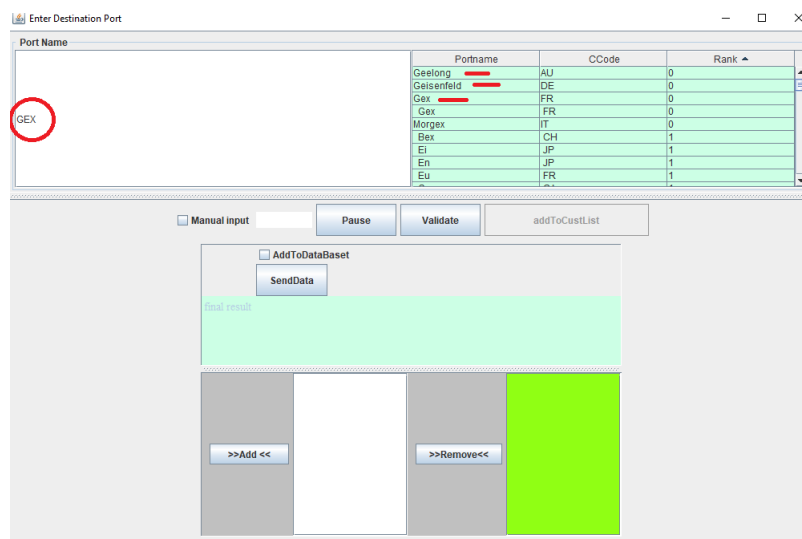 Enter Destination Port
Port Name
GEX
Portname CCode Rank
Geelong AU 0
Geisenfeld DE 0
Gex FR 0
Gex FR 0
Morgex IT 0
Bex CH 1
Ei JP 1
En JP 1
Eu FR 1
Manual input Pause Validate addToCustList
AddToDataBaset
SendData
final result
>>Add << >>Remove<<